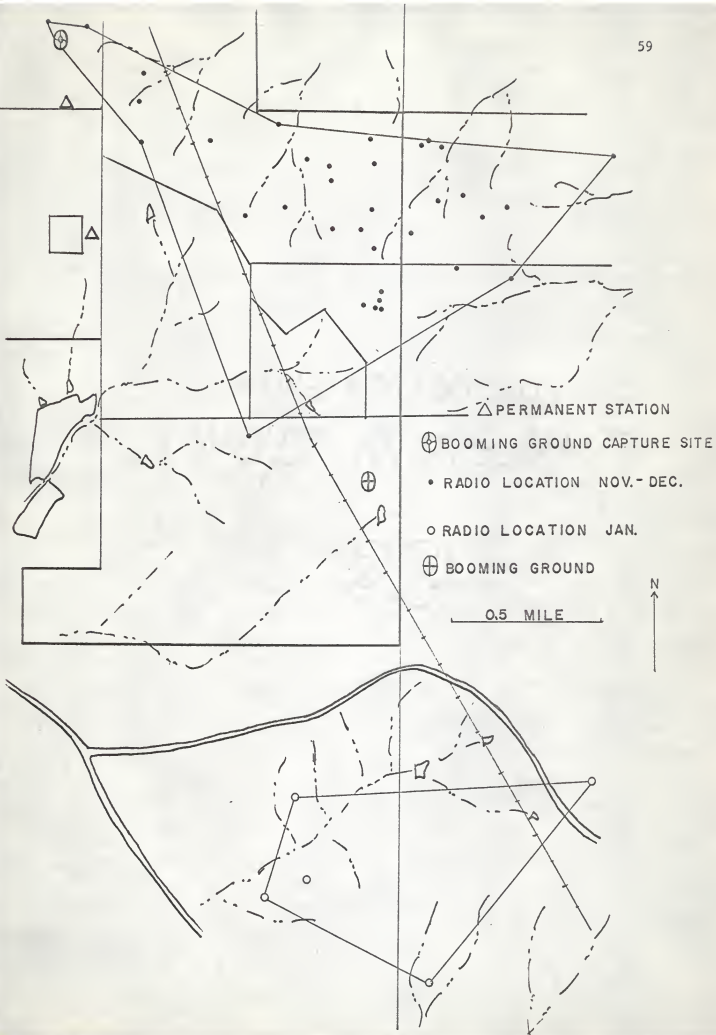 59
PERMANENT STATION
BOOMING GROUND CAPTURE SITE
RADIO LOCATION NOV.-DEC.
RADIO LOCATION JAN.
BOOMING GROUND
N
0.5 MILE